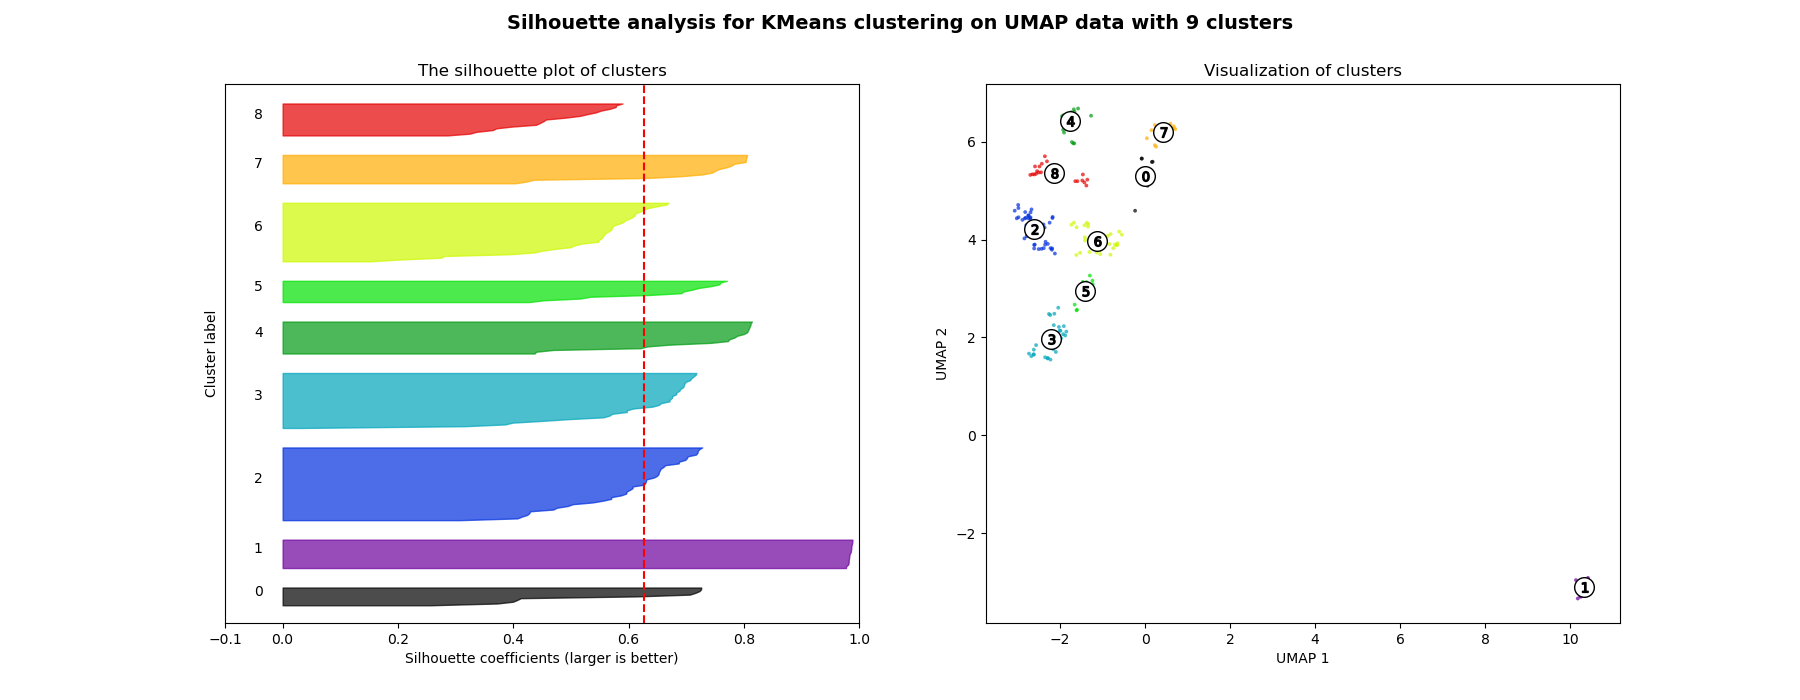 Silhouette analysis for KMeans clustering on UMAP data with 9 clusters
The silhouette plot of clusters
Cluster label
8
7
6
5
4
3
2
1
0
−0.1 0.0 0.2 0.4 0.6 0.8 1.0
Silhouette coefficients (larger is better)
Visualization of clusters
UMAP 2
6
4
2
0
−2
4
7
8
0
2
6
5
3
1
−2 0 2 4 6 8 10
UMAP 1